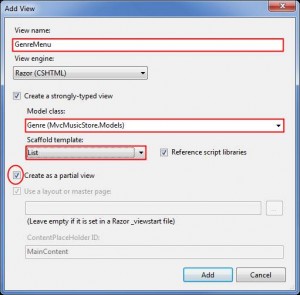 Add View
View name:
GenreMenu
View engine:
Razor (CSHTML)
Create a strongly-typed view
Model class:
Genre (MvcMusicStore.Models)
Scaffold template:
List
Reference script libraries
Create as a partial view
Use a layout or master page:
...
(Leave empty if it is set in a Razor _viewstart file)
ContentPlaceHolder ID:
MainContent
Add
Cancel